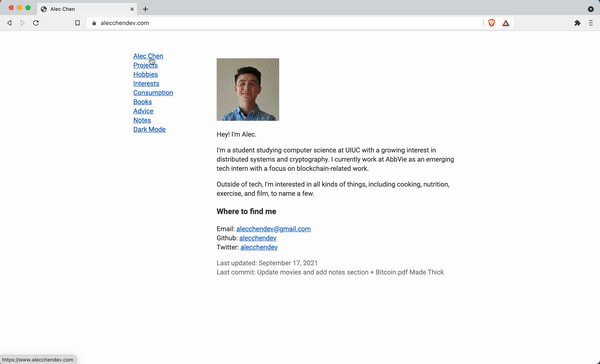 Alec Chen
alecchendev.com
Alec Chen
Projects
Hobbies
Interests
Consumption
Books
Advice
Notes
Dark Mode
Hey! I'm Alec.
I'm a student studying computer science at UIUC with a growing interest in
distributed systems and cryptography. I currently work at AbbVie as an emerging
tech intern with a focus on blockchain-related work.
Outside of tech, I'm interested in all kinds of things, including cooking, nutrition,
exercise, and film, to name a few.
Where to find me
Email: alecchendev@gmail.com
Github: alecchendev
Twitter: alecchendev
Last updated: September 17, 2021
Last commit: Update movies and add notes section + Bitcoin.pdf Made Thick
https://www.alecchendev.com